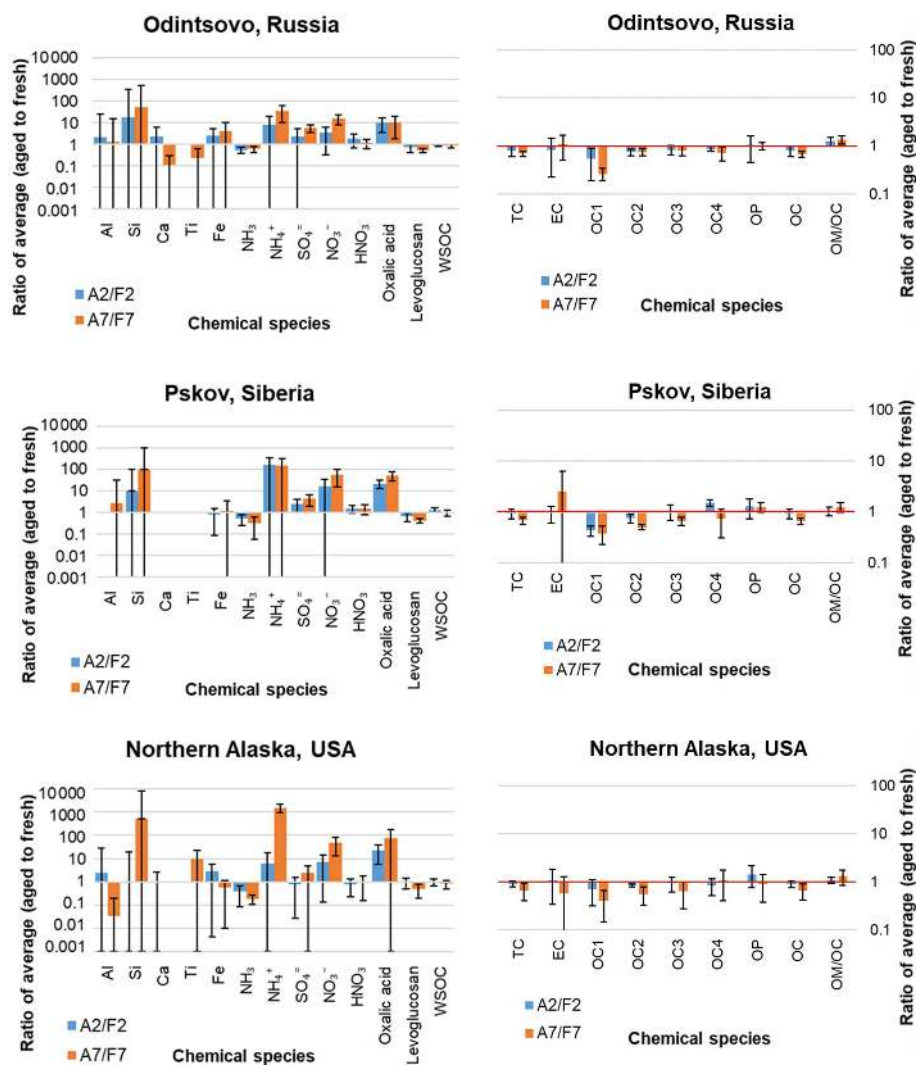 Odintsovo, Russia
Ratio of average (aged to fresh)
10 000
1000
100
10
1
0.1
0.01
0.001
Al
Si
Ca
Ti
Fe
NH₃
NH₄⁺
SO₄⁼
NO₃⁻
HNO₃
Oxalic acid
Levoglucosan
WSOC
A2/F2
A7/F7
Chemical species
Odintsovo, Russia
Ratio of average (aged to fresh)
100
10
1
0.1
TC
EC
OC1
OC2
OC3
OC4
OP
OC
OM/OC
A2/F2
A7/F7
Chemical species
Pskov, Siberia
Ratio of average (aged to fresh)
10 000
1000
100
10
1
0.1
0.01
0.001
Al
Si
Ca
Ti
Fe
NH₃
NH₄⁺
SO₄⁼
NO₃⁻
HNO₃
Oxalic acid
Levoglucosan
WSOC
A2/F2
A7/F7
Chemical species
Pskov, Siberia
Ratio of average (aged to fresh)
100
10
1
0.1
TC
EC
OC1
OC2
OC3
OC4
OP
OC
OM/OC
A2/F2
A7/F7
Chemical species
Northern Alaska, USA
Ratio of average (aged to fresh)
10 000
1000
100
10
1
0.1
0.01
0.001
Al
Si
Ca
Ti
Fe
NH₃
NH₄⁺
SO₄⁼
NO₃⁻
HNO₃
Oxalic acid
Levoglucosan
WSOC
A2/F2
A7/F7
Chemical species
Northern Alaska, USA
Ratio of average (aged to fresh)
100
10
1
0.1
TC
EC
OC1
OC2
OC3
OC4
OP
OC
OM/OC
A2/F2
A7/F7
Chemical species